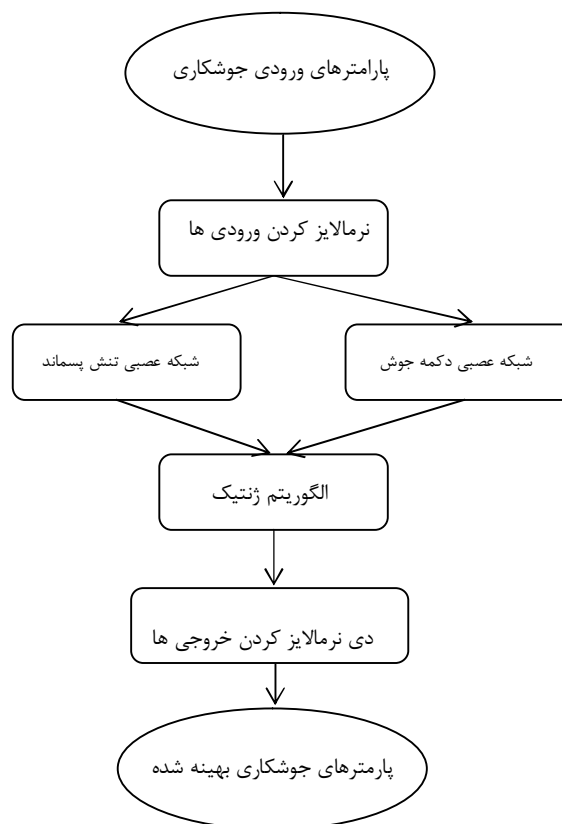 پارامترهای ورودی جوشکاری
نرمالایز کردن ورودی ها
شبکه عصبی دکمه جوش
شبکه عصبی تنش پسماند
الگوریتم ژنتیک
دی نرمالایز کردن خروجی ها
پارمترهای جوشکاری بهینه شده